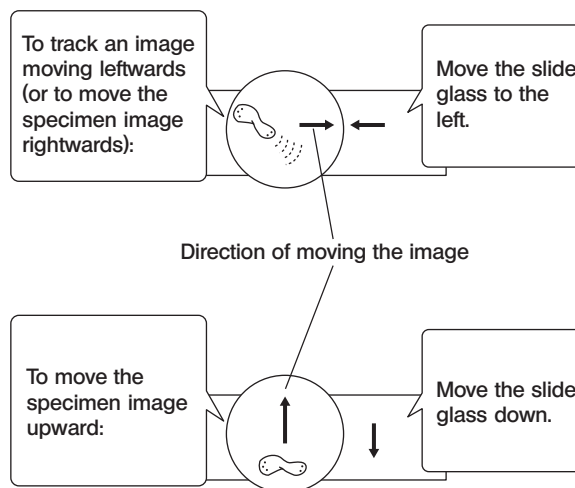 To track an image
moving leftwards
(or to move the
specimen image
rightwards):
Move the slide
glass to the
left.
Direction of moving the image
To move the
specimen image
upward:
Move the slide
glass down.